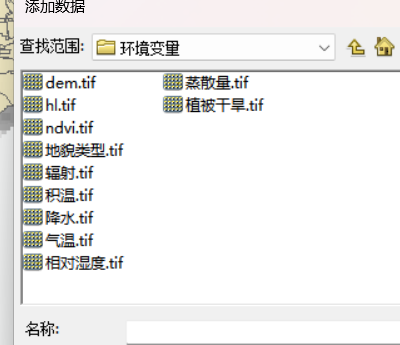 添加数据
查找范围: 环境变量
dem.tif
hl.tif
ndvi.tif
地貌类型.tif
辐射.tif
积温.tif
降水.tif
气温.tif
相对湿度.tif
蒸散量.tif
植被干旱.tif
名称: